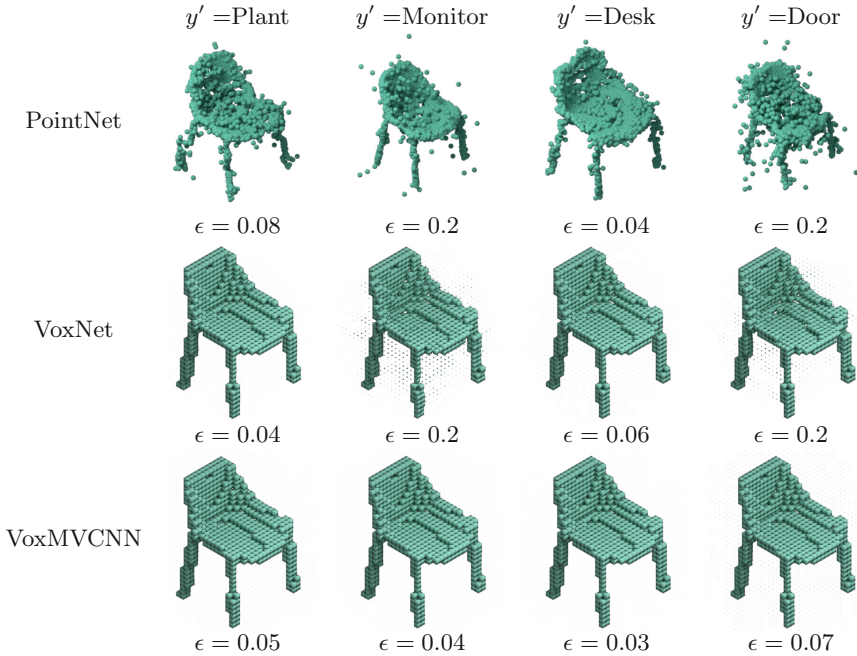 y′ =Plant y′ =Monitor y′ =Desk y′ =Door
PointNet
ϵ = 0.08 ϵ = 0.2 ϵ = 0.04 ϵ = 0.2
VoxNet
ϵ = 0.04 ϵ = 0.2 ϵ = 0.06 ϵ = 0.2
VoxMVCNN
ϵ = 0.05 ϵ = 0.04 ϵ = 0.03 ϵ = 0.07